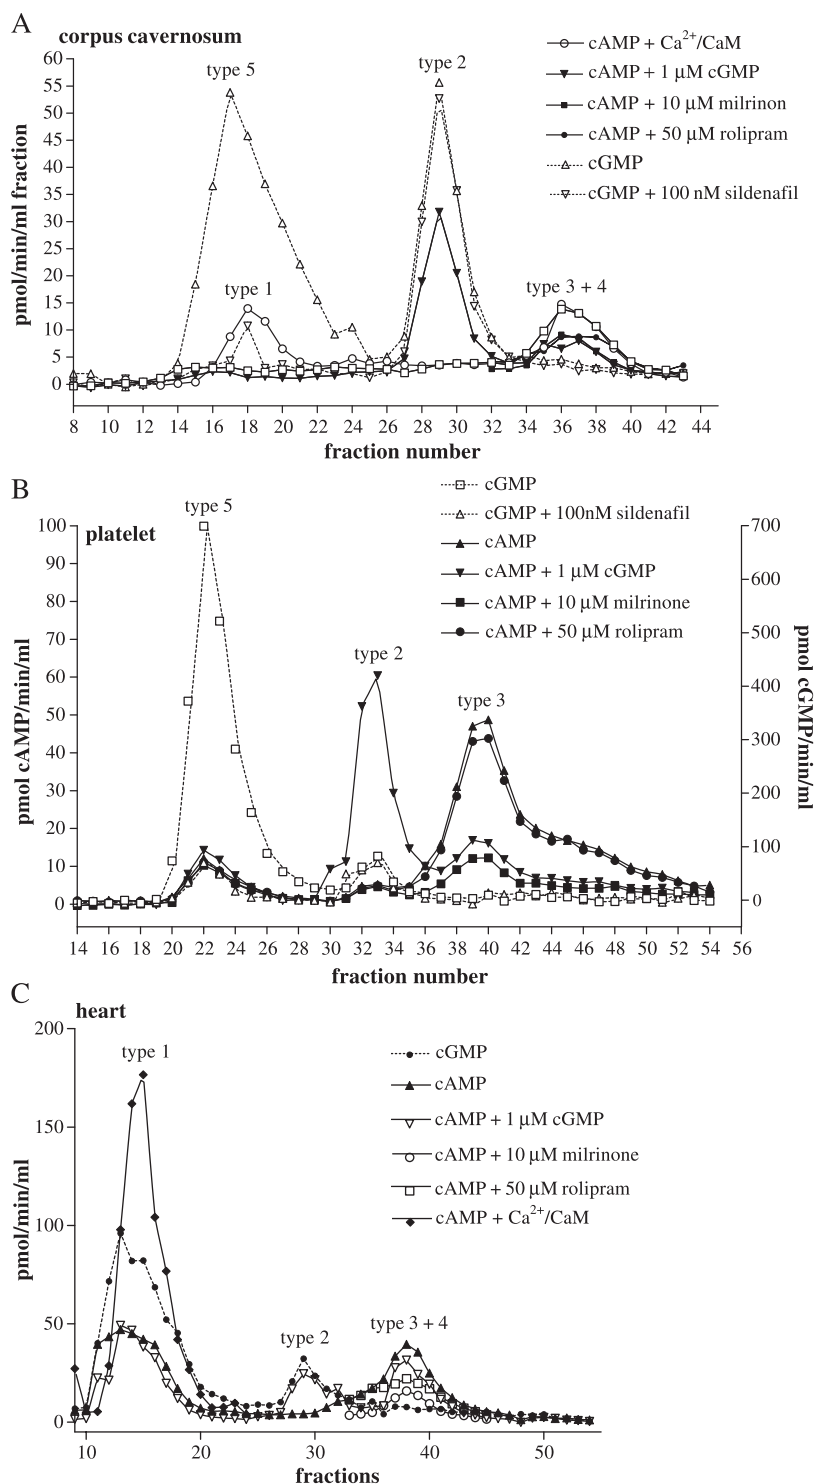 A
corpus cavernosum
cAMP + Ca2+/CaM
cAMP + 1 µM cGMP
cAMP + 10 µM milrinon
cAMP + 50 µM rolipram
cGMP
cGMP + 100 nM sildenafil
type 5
type 2
type 1
type 3 + 4
pmol/min/ml fraction
60
55
50
45
40
35
30
25
20
15
10
5
0
8 10 12 14 16 18 20 22 24 26 28 30 32 34 36 38 40 42 44
fraction number
B
platelet
cGMP
cGMP + 100nM sildenafil
cAMP
cAMP + 1 µM cGMP
cAMP + 10 µM milrinone
cAMP + 50 µM rolipram
type 5
type 2
type 3
pmol cAMP/min/ml
100
90
80
70
60
50
40
30
20
10
0
700
600
500
400
300
200
100
0
pmol cGMP/min/ml
14 16 18 20 22 24 26 28 30 32 34 36 38 40 42 44 46 48 50 52 54 56
fraction number
C
heart
cGMP
cAMP
cAMP + 1 µM cGMP
cAMP + 10 µM milrinone
cAMP + 50 µM rolipram
cAMP + Ca2+/CaM
type 1
type 2
type 3 + 4
pmol/min/ml
200
150
100
50
0
10 20 30 40 50
fractions